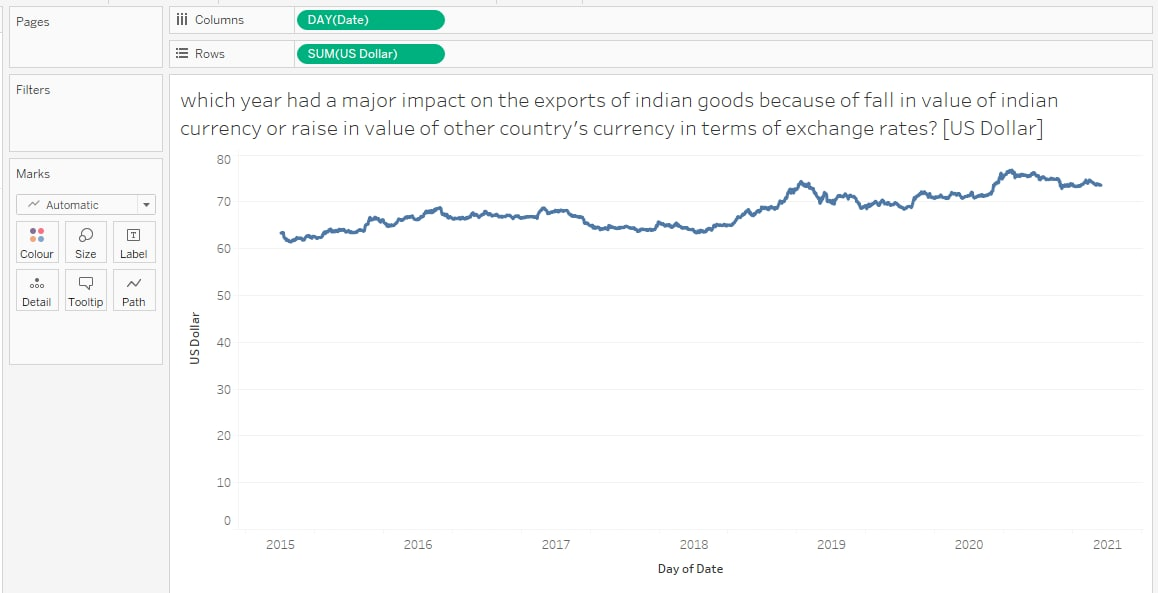 Pages
Columns
DAY(Date)
Rows
SUM(US Dollar)
Filters
Marks
Automatic
Colour Size Label
Detail Tooltip Path
which year had a major impact on the exports of indian goods because of fall in value of indian
currency or raise in value of other country's currency in terms of exchange rates? [US Dollar]
80
70
60
50
40
30
20
10
0
US Dollar
2015 2016 2017 2018 2019 2020 2021
Day of Date